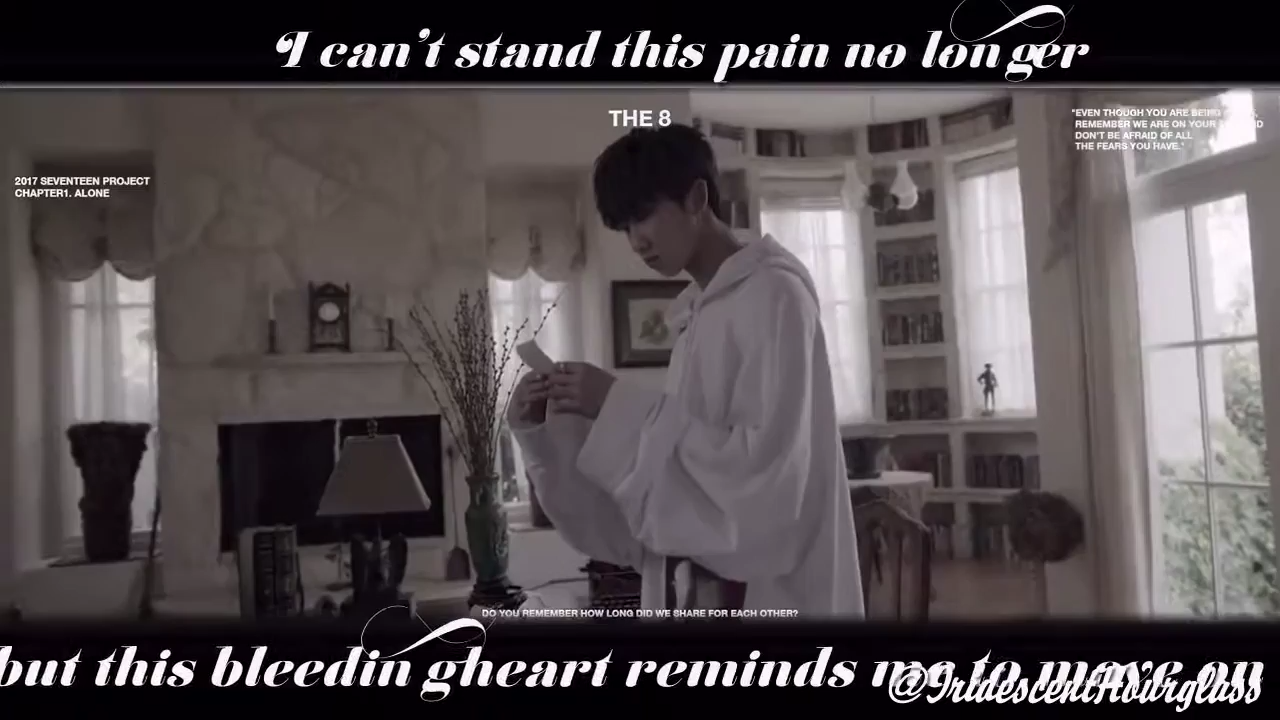 I can't stand this pain no longer
THE 8
"EVEN THOUGH YOU ARE BEING
REMEMBER WE ARE ON YOUR
DON'T BE AFRAID OF ALL
THE FEARS YOU HAVE."
2017 SEVENTEEN PROJECT
CHAPTER1. ALONE
DO YOU REMEMBER HOW LONG DID WE SHARE FOR EACH OTHER?
but this bleedin gheart reminds me to move on
@IridescentHourglass